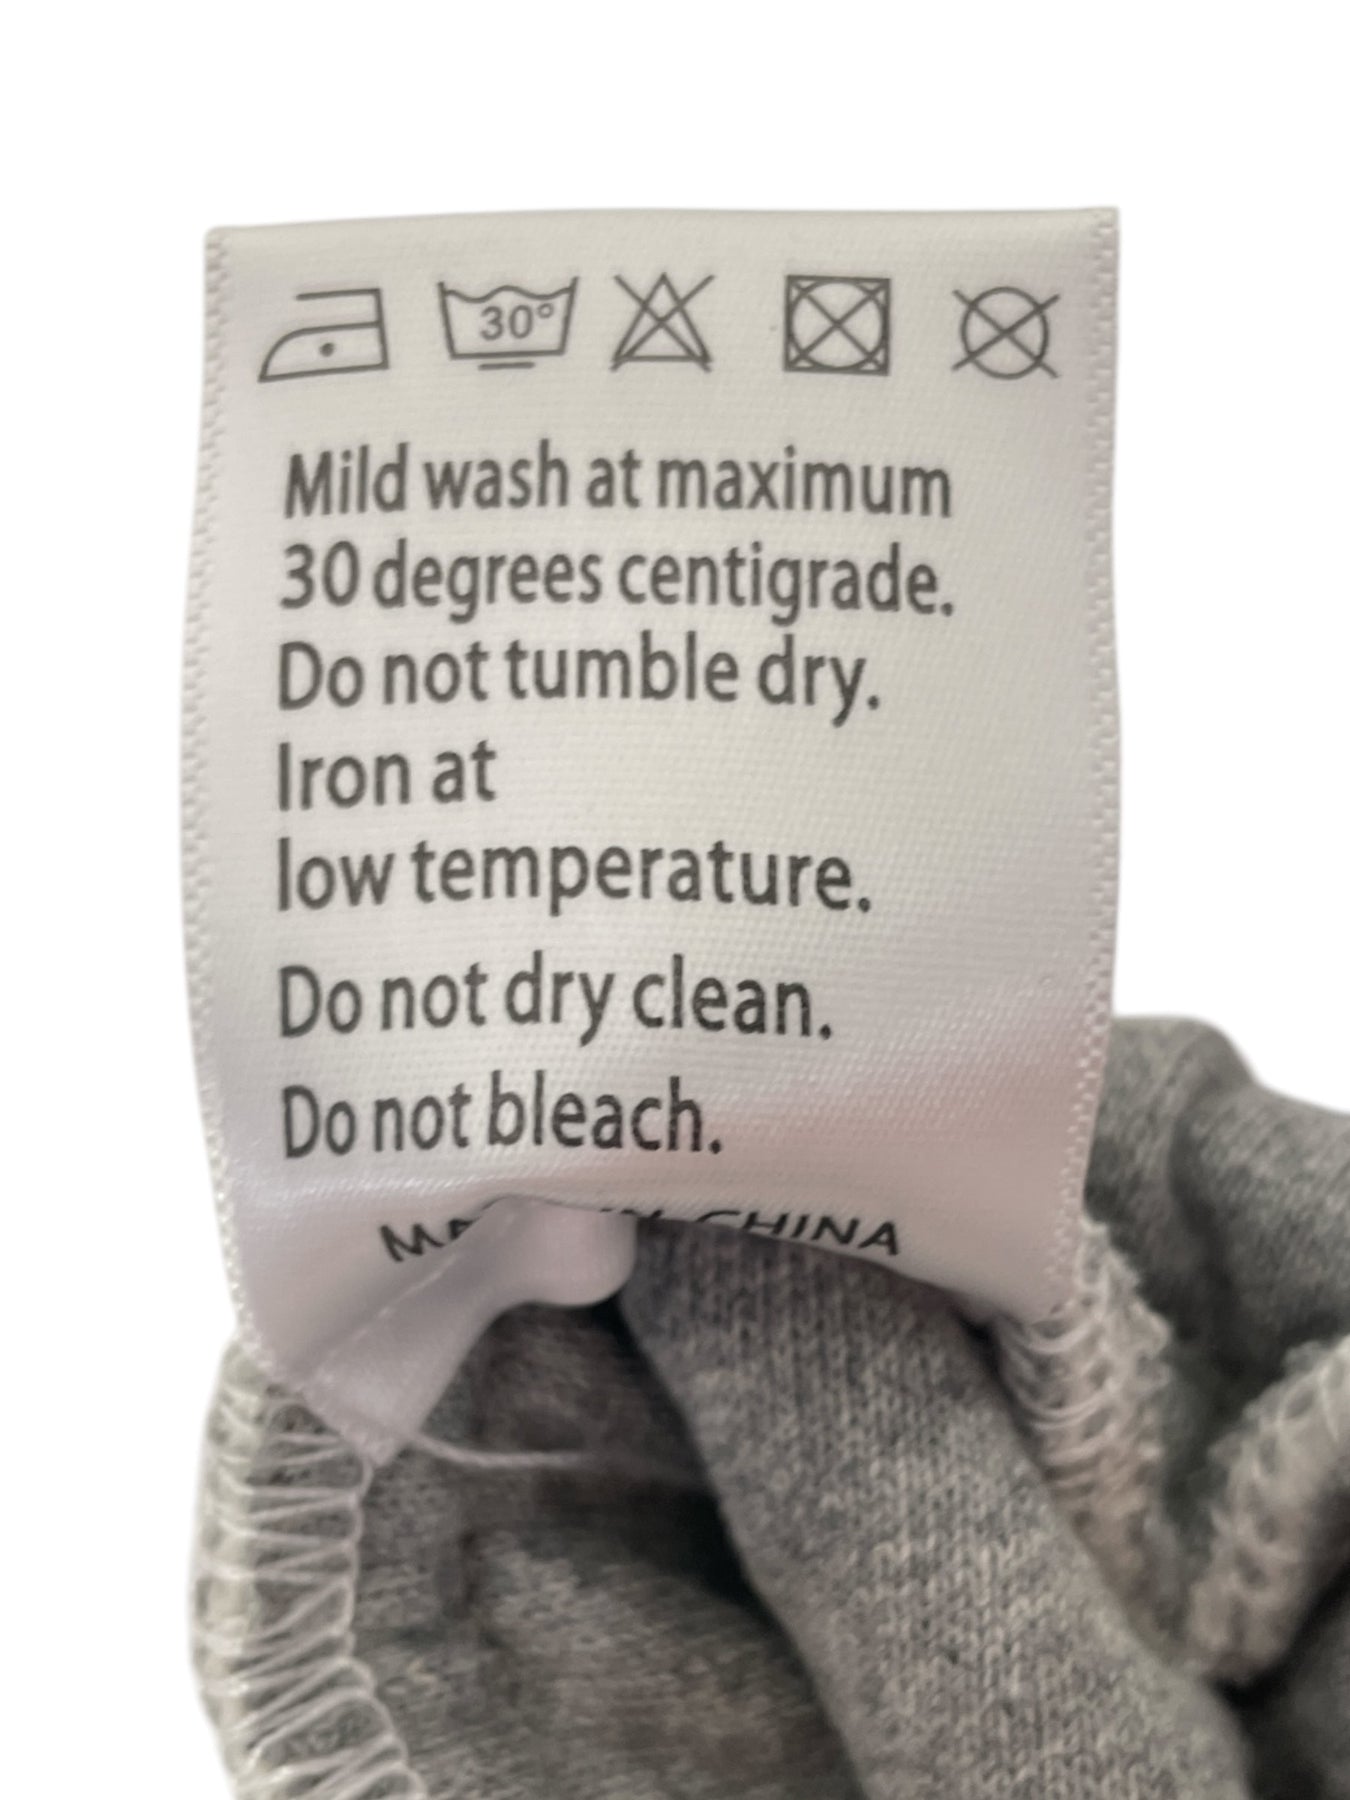 30°
Mild wash at maximum
30 degrees centigrade.
Do not tumble dry.
Iron at
low temperature.
Do not dry clean.
Do not bleach.
CHINA